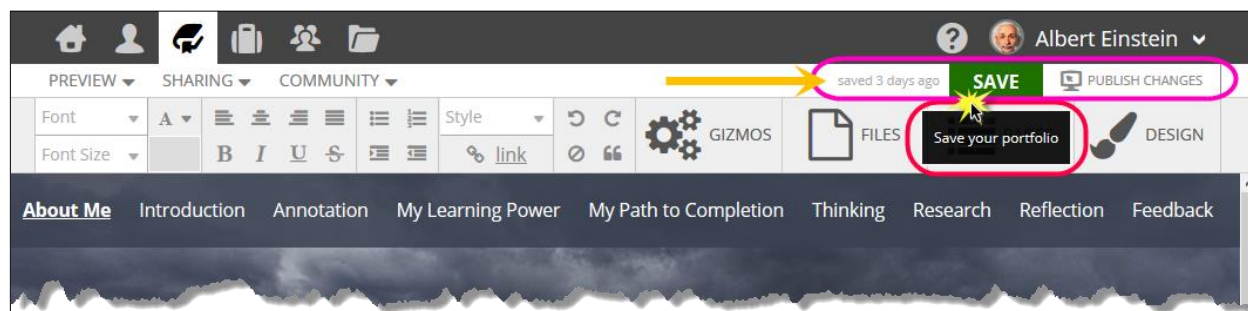 Albert Einstein
PREVIEW SHARING COMMUNITY saved 3 days ago SAVE PUBLISH CHANGES
Font A Style GIZMOS FILES Save your portfolio DESIGN
Font Size B I U S link
About Me Introduction Annotation My Learning Power My Path to Completion Thinking Research Reflection Feedback